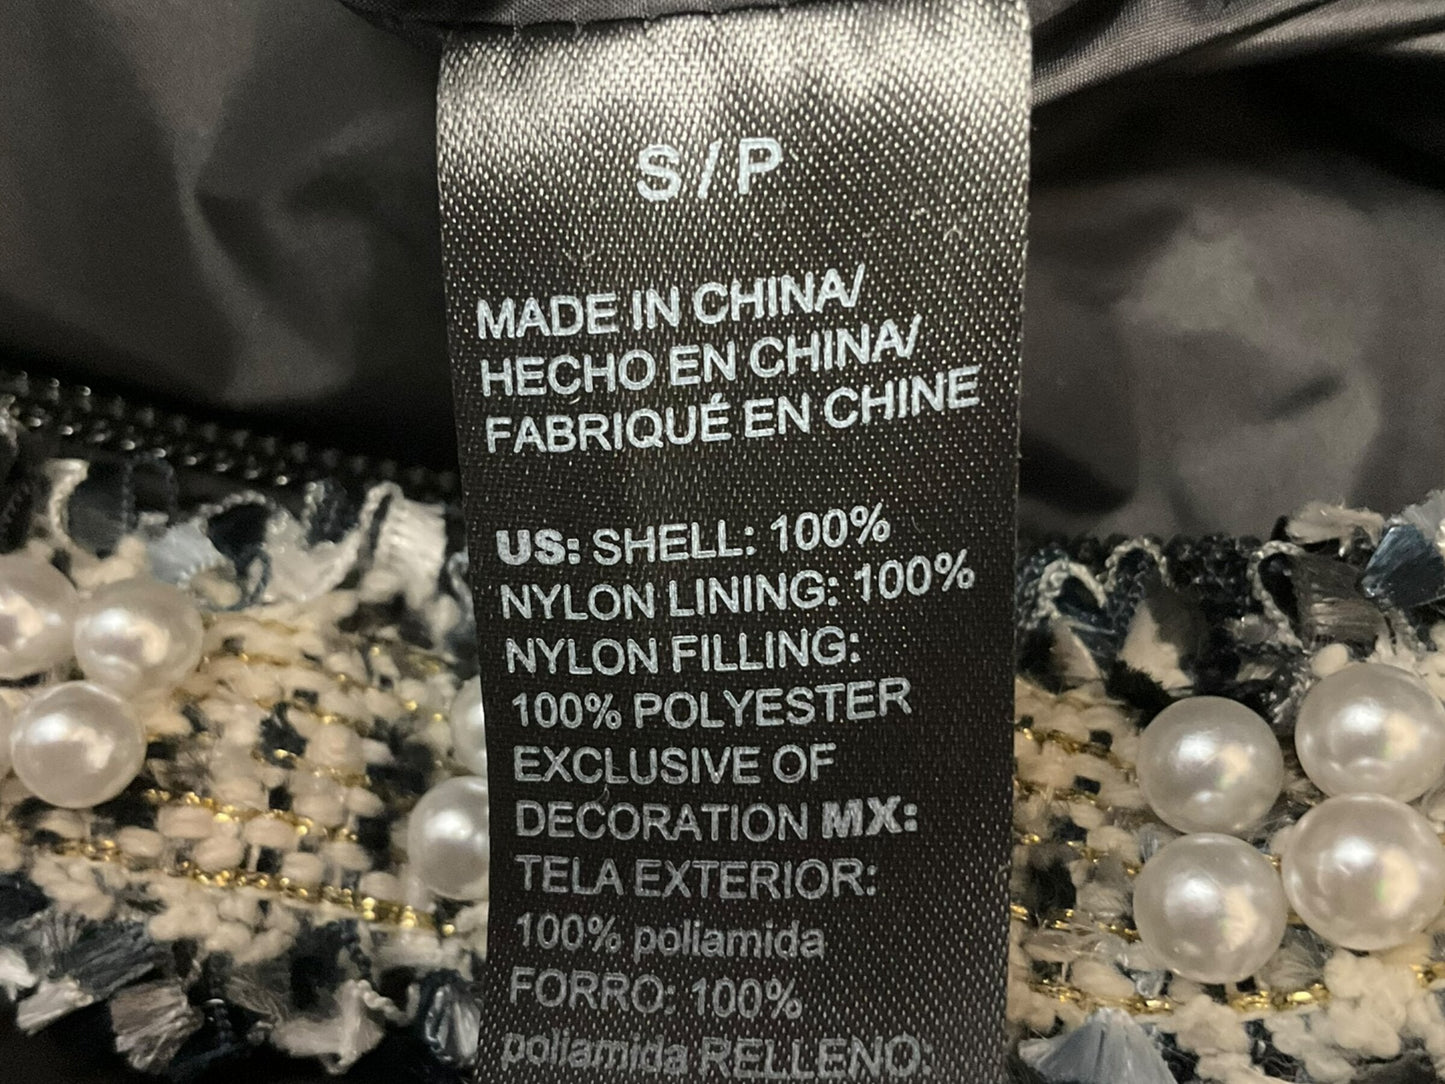 S/P
MADE IN CHINA/
HECHO EN CHINA/
FABRIQUÉ EN CHINE
US: SHELL: 100%
NYLON LINING: 100%
NYLON FILLING:
100% POLYESTER
EXCLUSIVE OF
DECORATION MX:
TELA EXTERIOR:
100% poliamida
FORRO: 100%
poliamida RELLENO: